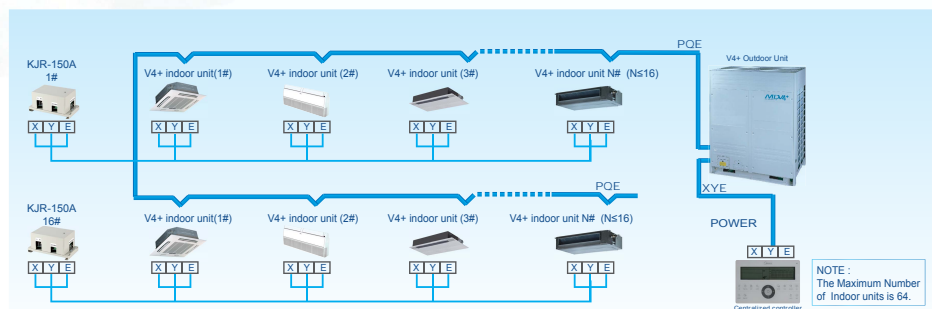 PQE
KJR-150A
1#
V4+ indoor unit(1#)
V4+ indoor unit (2#)
V4+ indoor unit (3#)
V4+ indoor unit N# (N≤16)
V4+ Outdoor Unit
MDV
X Y E
X Y E
X Y E
X Y E
X Y E
PQE
XYE
KJR-150A
16#
V4+ indoor unit(1#)
V4+ indoor unit (2#)
V4+ indoor unit (3#)
V4+ indoor unit N# (N≤16)
POWER
X Y E
X Y E
X Y E
X Y E
X Y E
X Y E
NOTE :
The Maximum Number
of Indoor units is 64.
Centralized controller